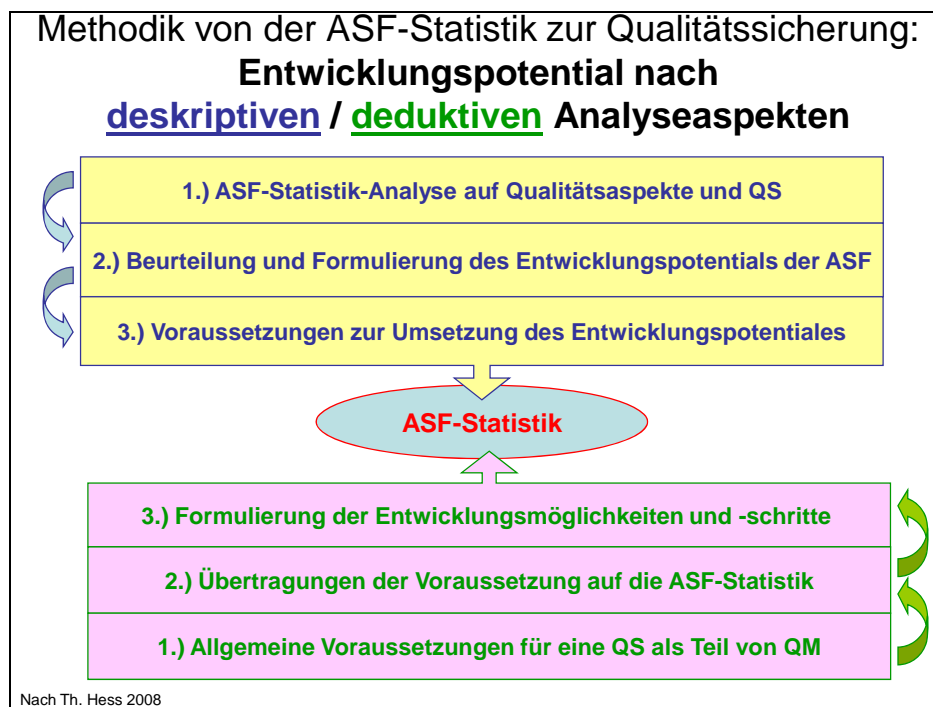 Methodik von der ASF-Statistik zur Qualitätssicherung:
Entwicklungspotential nach
deskriptiven / deduktiven Analyseaspekten
1.) ASF-Statistik-Analyse auf Qualitätsaspekte und QS
2.) Beurteilung und Formulierung des Entwicklungspotentials der ASF
3.) Voraussetzungen zur Umsetzung des Entwicklungspotentiales
ASF-Statistik
3.) Formulierung der Entwicklungsmöglichkeiten und -schritte
2.) Übertragungen der Voraussetzung auf die ASF-Statistik
1.) Allgemeine Voraussetzungen für eine QS als Teil von QM
Nach Th. Hess 2008